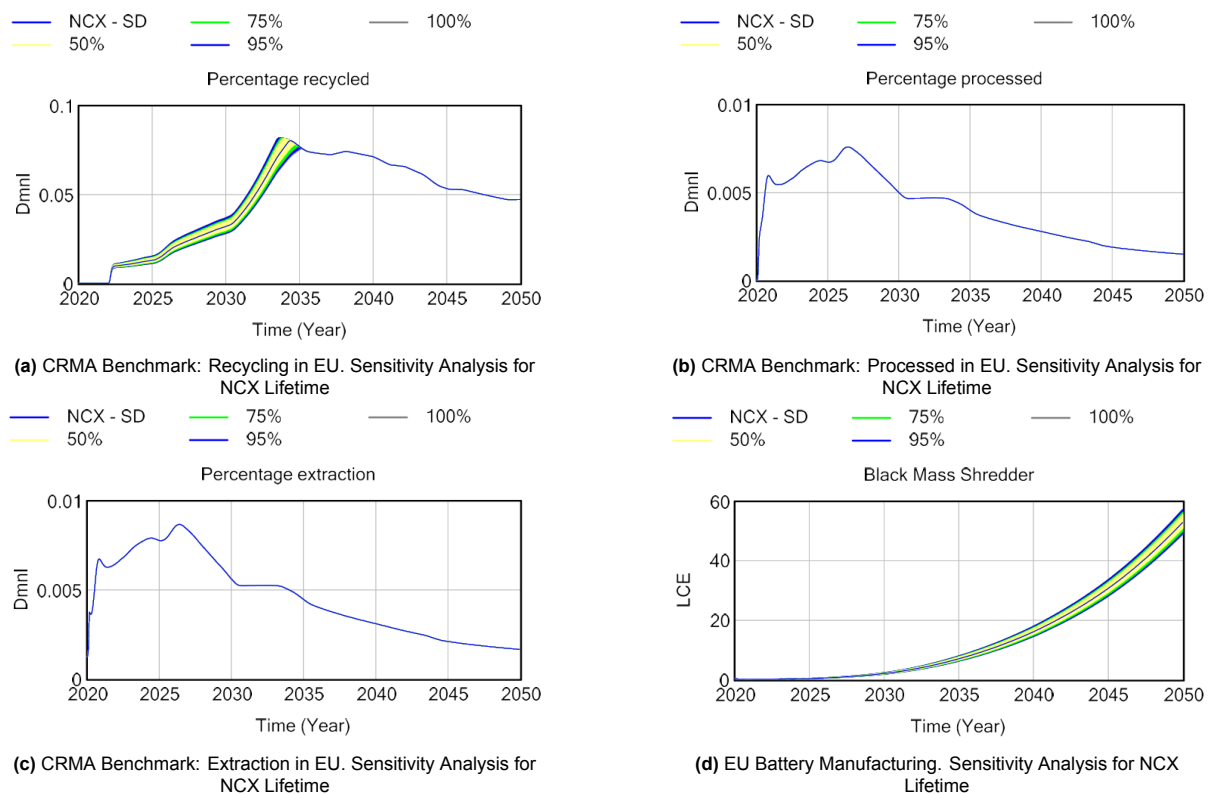 NCX - SD 75% 100%
50% 95%
Percentage recycled
0.1
0.05
0
Dmnl
2020 2025 2030 2035 2040 2045 2050
Time (Year)
(a) CRMA Benchmark: Recycling in EU. Sensitivity Analysis for
NCX Lifetime
NCX - SD 75% 100%
50% 95%
Percentage processed
0.01
0.005
0
Dmnl
2020 2025 2030 2035 2040 2045 2050
Time (Year)
(b) CRMA Benchmark: Processed in EU. Sensitivity Analysis for
NCX Lifetime
NCX - SD 75% 100%
50% 95%
Percentage extraction
0.01
0.005
0
Dmnl
2020 2025 2030 2035 2040 2045 2050
Time (Year)
(c) CRMA Benchmark: Extraction in EU. Sensitivity Analysis for
NCX Lifetime
NCX - SD 75% 100%
50% 95%
Black Mass Shredder
60
40
20
0
LCE
2020 2025 2030 2035 2040 2045 2050
Time (Year)
(d) EU Battery Manufacturing. Sensitivity Analysis for NCX
Lifetime